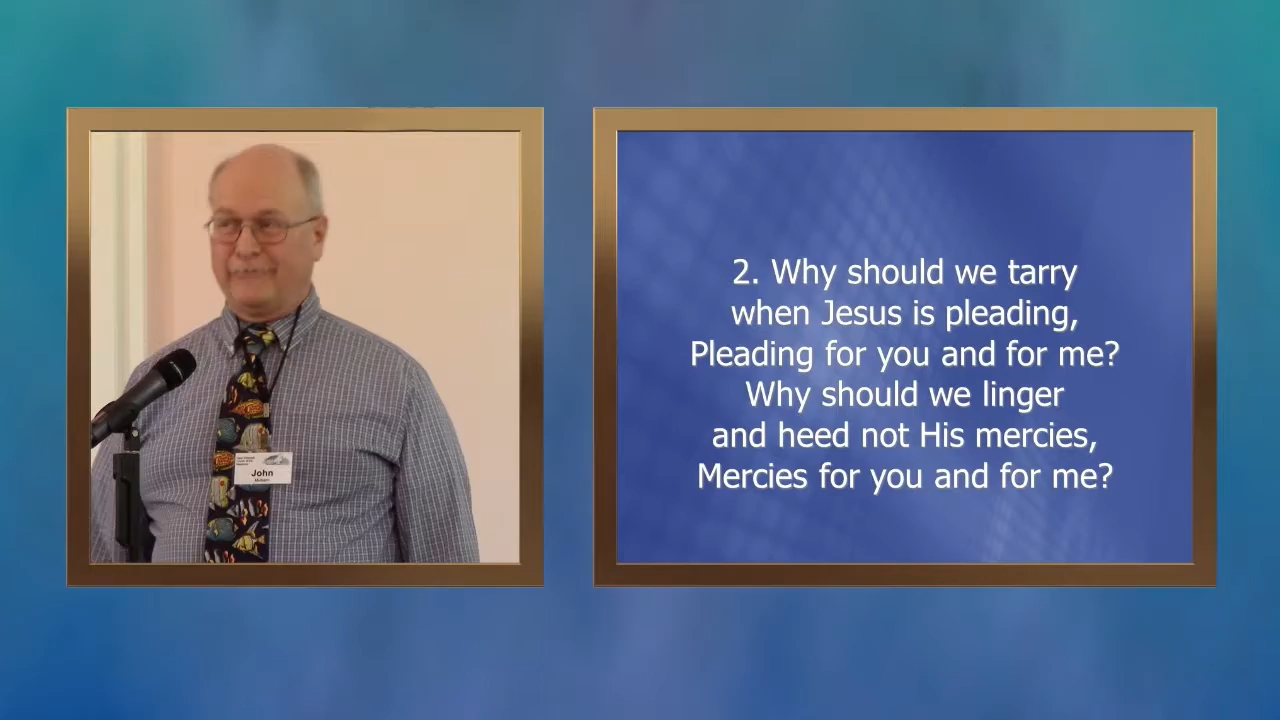 John
2. Why should we tarry
when Jesus is pleading,
Pleading for you and for me?
Why should we linger
and heed not His mercies,
Mercies for you and for me?